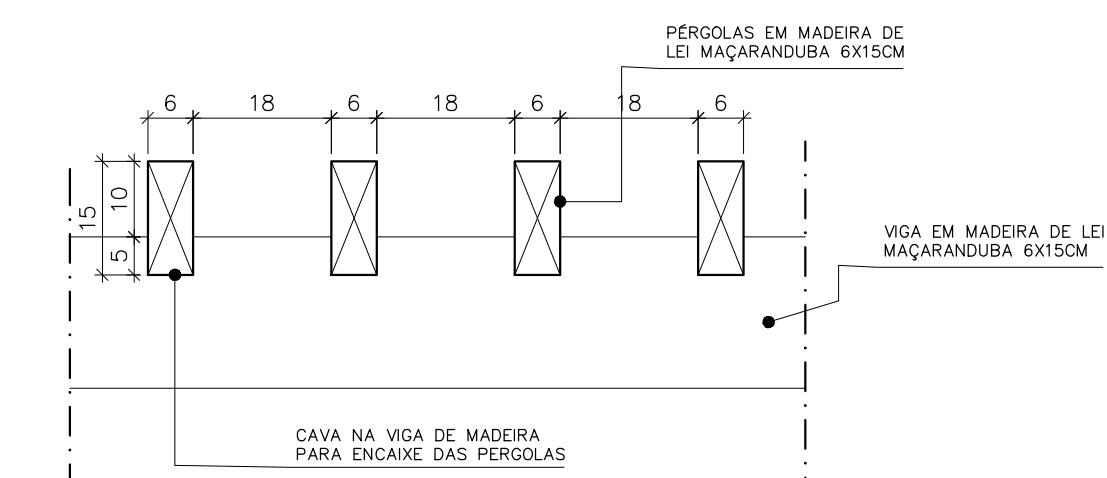 PÉRGOLAS EM MADEIRA DE
LEI MAÇARANDUBA 6X15CM
6 18 6 18 6 18 6
15
10
5
VIGA EM MADEIRA DE LEI
MAÇARANDUBA 6X15CM
CAVA NA VIGA DE MADEIRA
PARA ENCAIXE DAS PERGOLAS